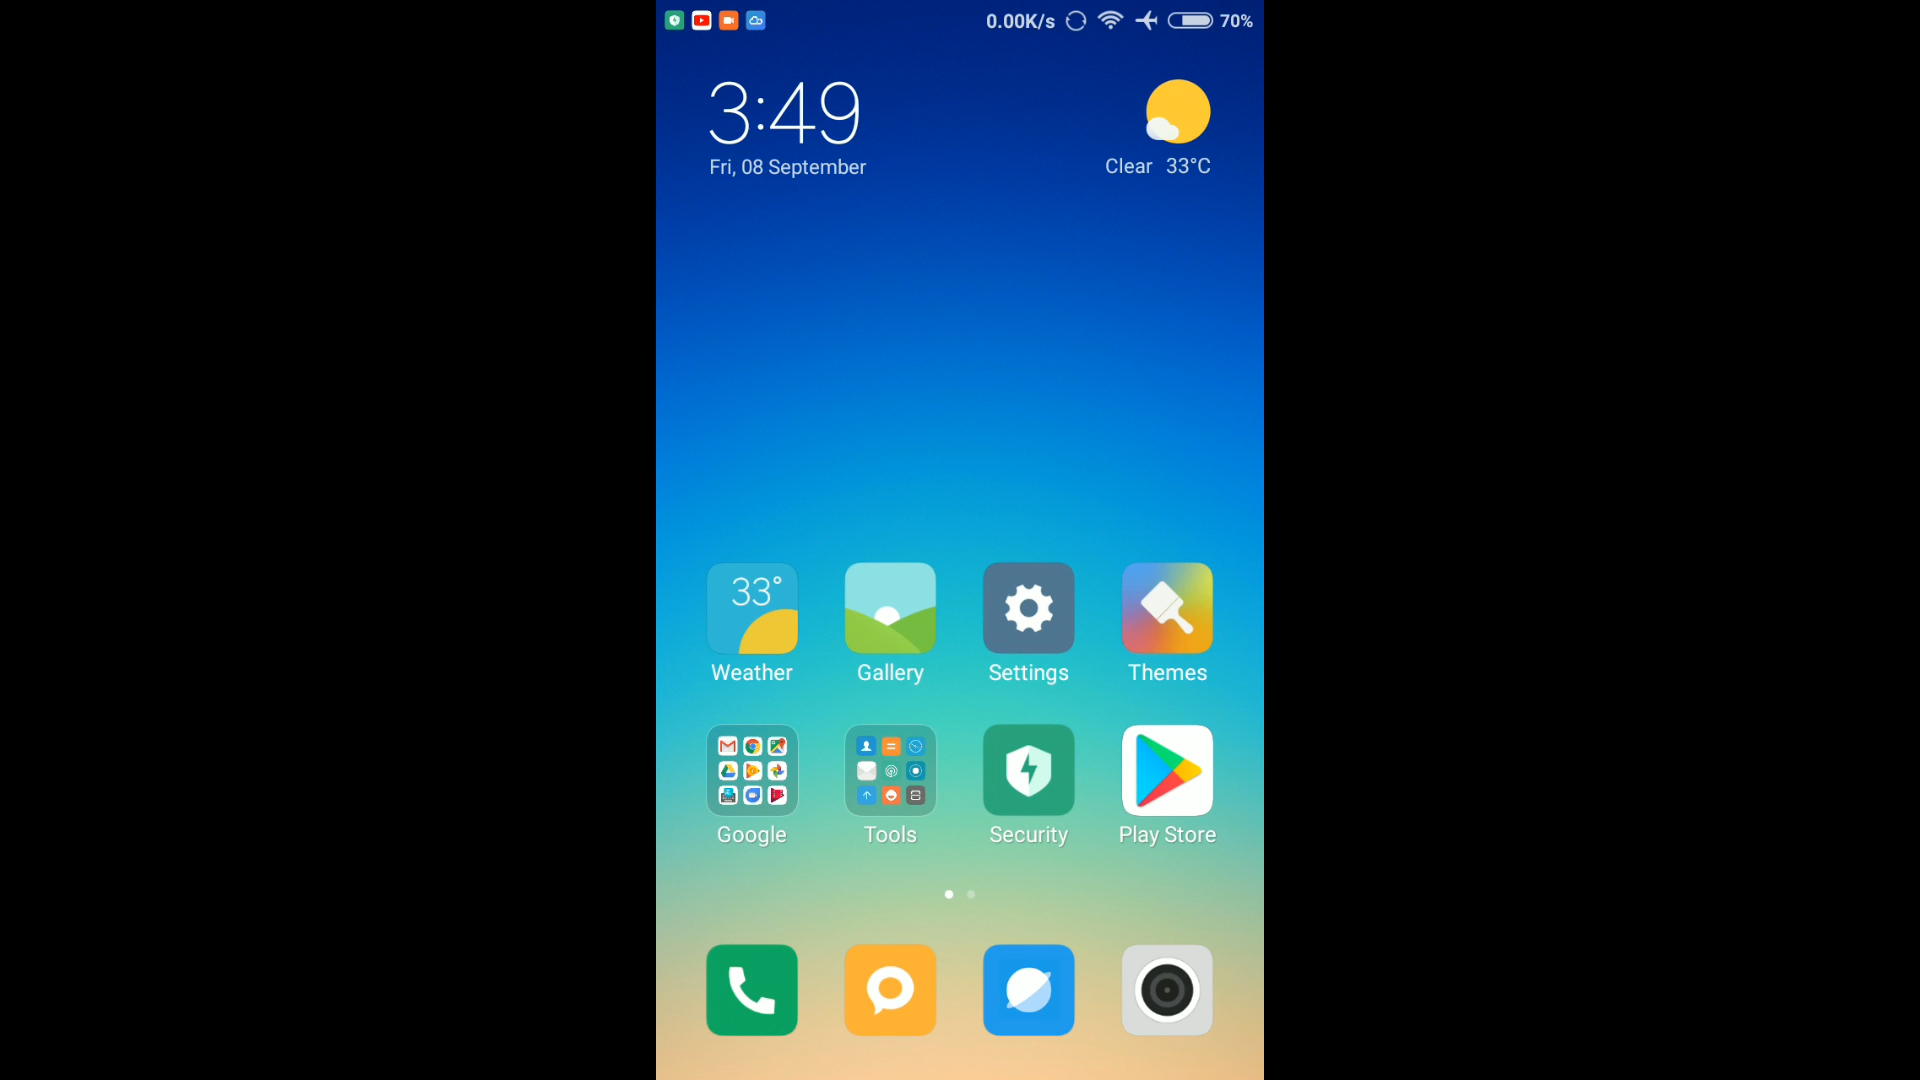 0.00K/s 70%
3:49
Fri, 08 September
Clear 33°C
33°
Weather Gallery Settings Themes
Google Tools Security Play Store